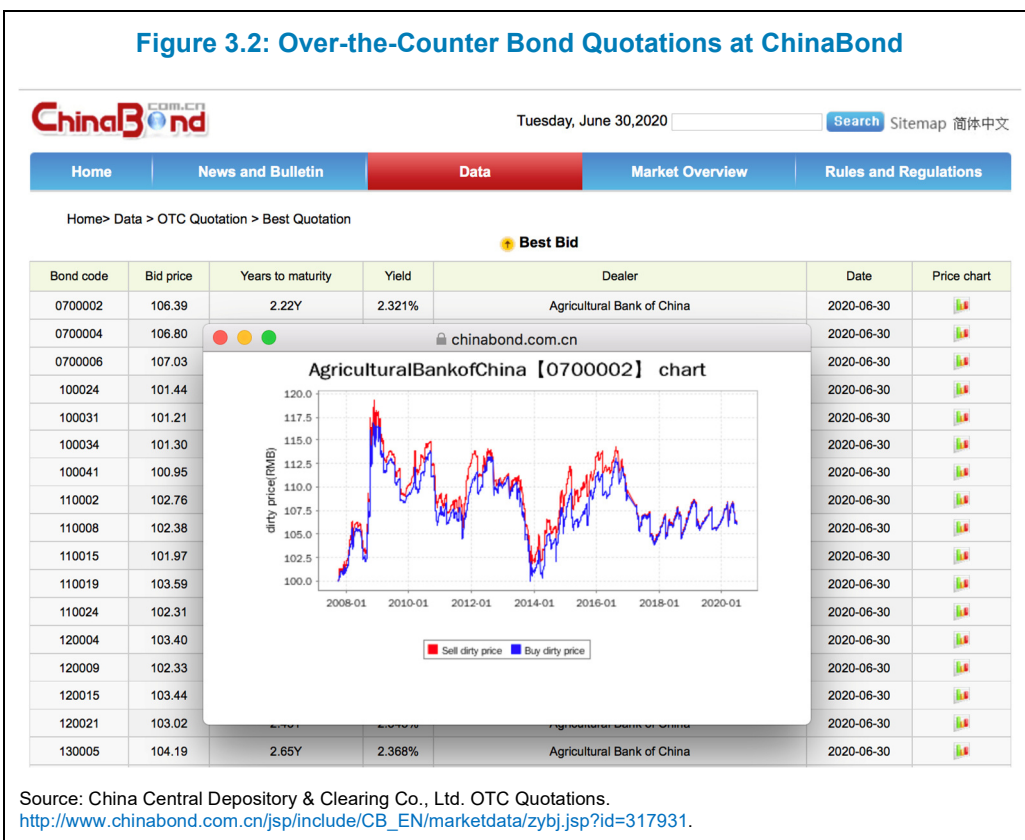 Figure 3.2: Over-the-Counter Bond Quotations at ChinaBond
ChinaBond com.cn
Tuesday, June 30,2020 Search Sitemap 简体中文
Home News and Bulletin Data Market Overview Rules and Regulations
Home> Data > OTC Quotation > Best Quotation
Best Bid
Bond code Bid price Years to maturity Yield Dealer Date Price chart
0700002 106.39 2.22Y 2.321% Agricultural Bank of China 2020-06-30
0700004 106.80 2020-06-30
0700006 107.03 2020-06-30
100024 101.44 2020-06-30
100031 101.21 2020-06-30
100034 101.30 2020-06-30
100041 100.95 2020-06-30
110002 102.76 2020-06-30
110008 102.38 2020-06-30
110015 101.97 2020-06-30
110019 103.59 2020-06-30
110024 102.31 2020-06-30
120004 103.40 2020-06-30
120009 102.33 2020-06-30
120015 103.44 2020-06-30
120021 103.02 2020-06-30
130005 104.19 2.65Y 2.368% Agricultural Bank of China 2020-06-30
chinabond.com.cn
AgriculturalBankofChina【0700002】 chart
dirty price(RMB)
120.0
117.5
115.0
112.5
110.0
107.5
105.0
102.5
100.0
2008-01 2010-01 2012-01 2014-01 2016-01 2018-01 2020-01
Sell dirty price Buy dirty price
Source: China Central Depository & Clearing Co., Ltd. OTC Quotations.
http://www.chinabond.com.cn/jsp/include/CB_EN/marketdata/zybj.jsp?id=317931.